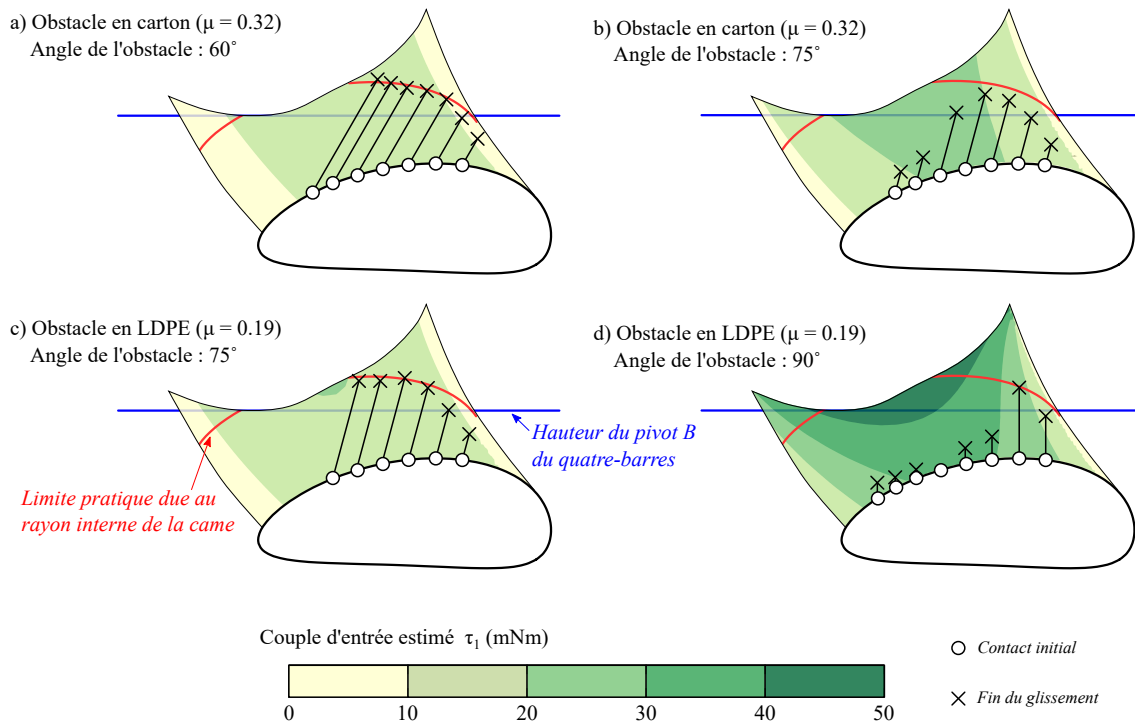 a) Obstacle en carton (μ = 0.32)
Angle de l'obstacle : 60˚
b) Obstacle en carton (μ = 0.32)
Angle de l'obstacle : 75˚
c) Obstacle en LDPE (μ = 0.19)
Angle de l'obstacle : 75˚
d) Obstacle en LDPE (μ = 0.19)
Angle de l'obstacle : 90˚
Hauteur du pivot B
du quatre-barres
Limite pratique due au
rayon interne de la came
Couple d'entrée estimé τ₁ (mNm)
0 10 20 30 40 50
Contact initial
Fin du glissement